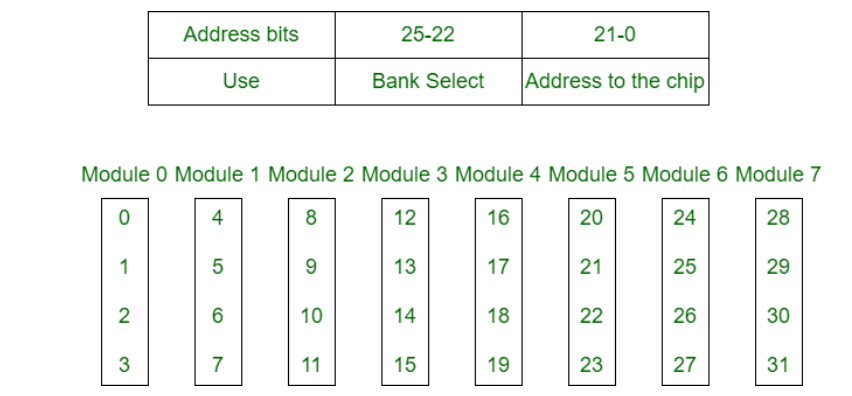 Address bits 25-22 21-0
Use Bank Select Address to the chip
Module 0 Module 1 Module 2 Module 3 Module 4 Module 5 Module 6 Module 7
0 4 8 12 16 20 24 28
1 5 9 13 17 21 25 29
2 6 10 14 18 22 26 30
3 7 11 15 19 23 27 31